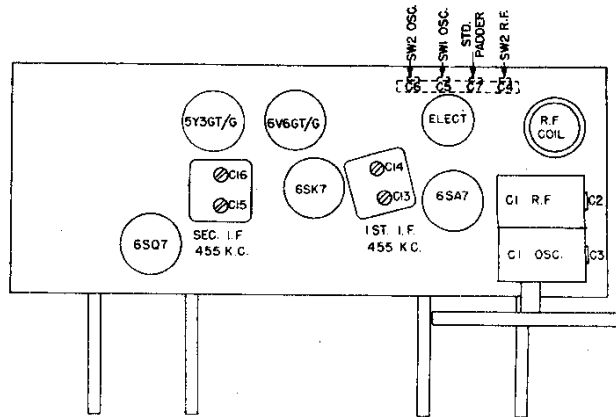 SW2 OSC.
SW1 OSC.
STD. PADDER
SW2 R.F.
C6 C5 C7 C4
5Y3GT/G
6V6GT/G
ELECT
R.F COIL
C16
C15
6SK7
C14
C13
6SA7
C1 R.F
C2
6SQ7
SEC. I.F.
455 K.C.
1ST. I.F.
455 K.C.
C1 OSC.
C3